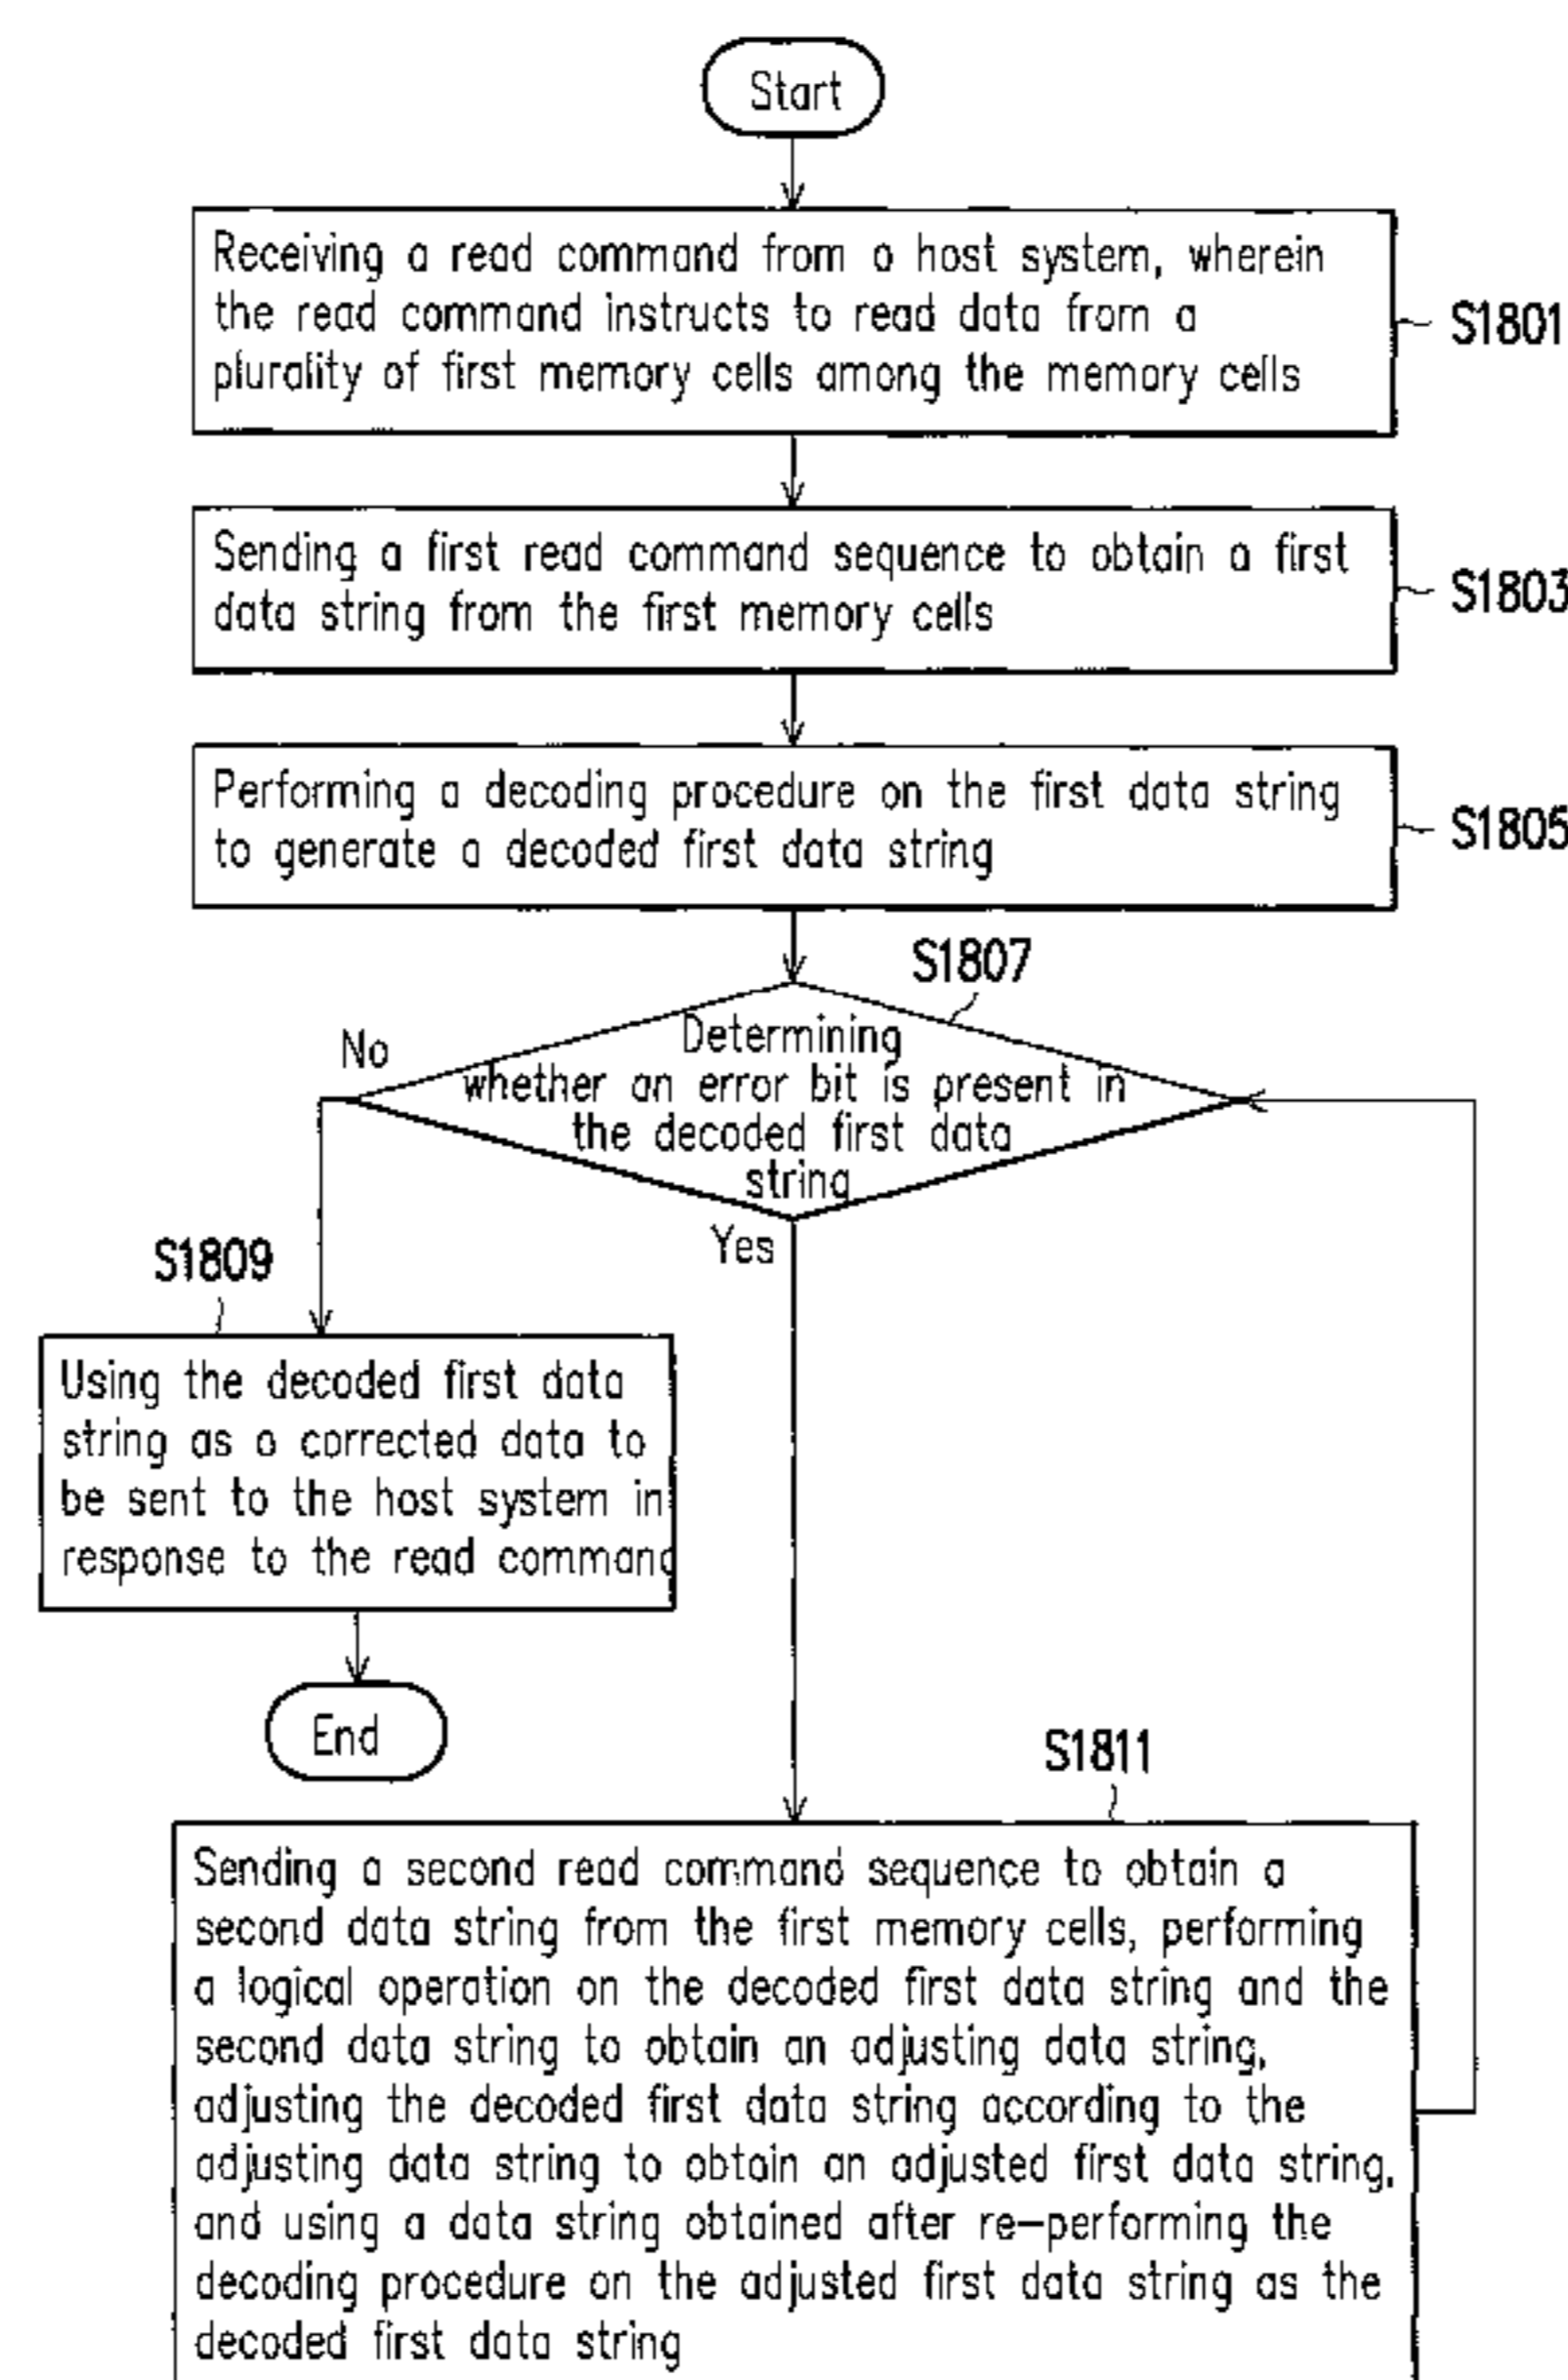 Start
Receiving a read command from a host system, wherein
the read command instructs to read data from a
plurality of first memory cells among the memory cells
S1801
Sending a first read command sequence to obtain a first
data string from the first memory cells
S1803
Performing a decoding procedure on the first data string
to generate a decoded first data string
S1805
S1807
Determining
whether an error bit is present in
the decoded first data
string
No
Yes
S1809
Using the decoded first data
string as a corrected data to
be sent to the host system in
response to the read command
End
S1811
Sending a second read command sequence to obtain a
second data string from the first memory cells, performing
a logical operation on the decoded first data string and the
second data string to obtain an adjusting data string,
adjusting the decoded first data string according to the
adjusting data string to obtain an adjusted first data string,
and using a data string obtained after re-performing the
decoding procedure on the adjusted first data string as the
decoded first data string